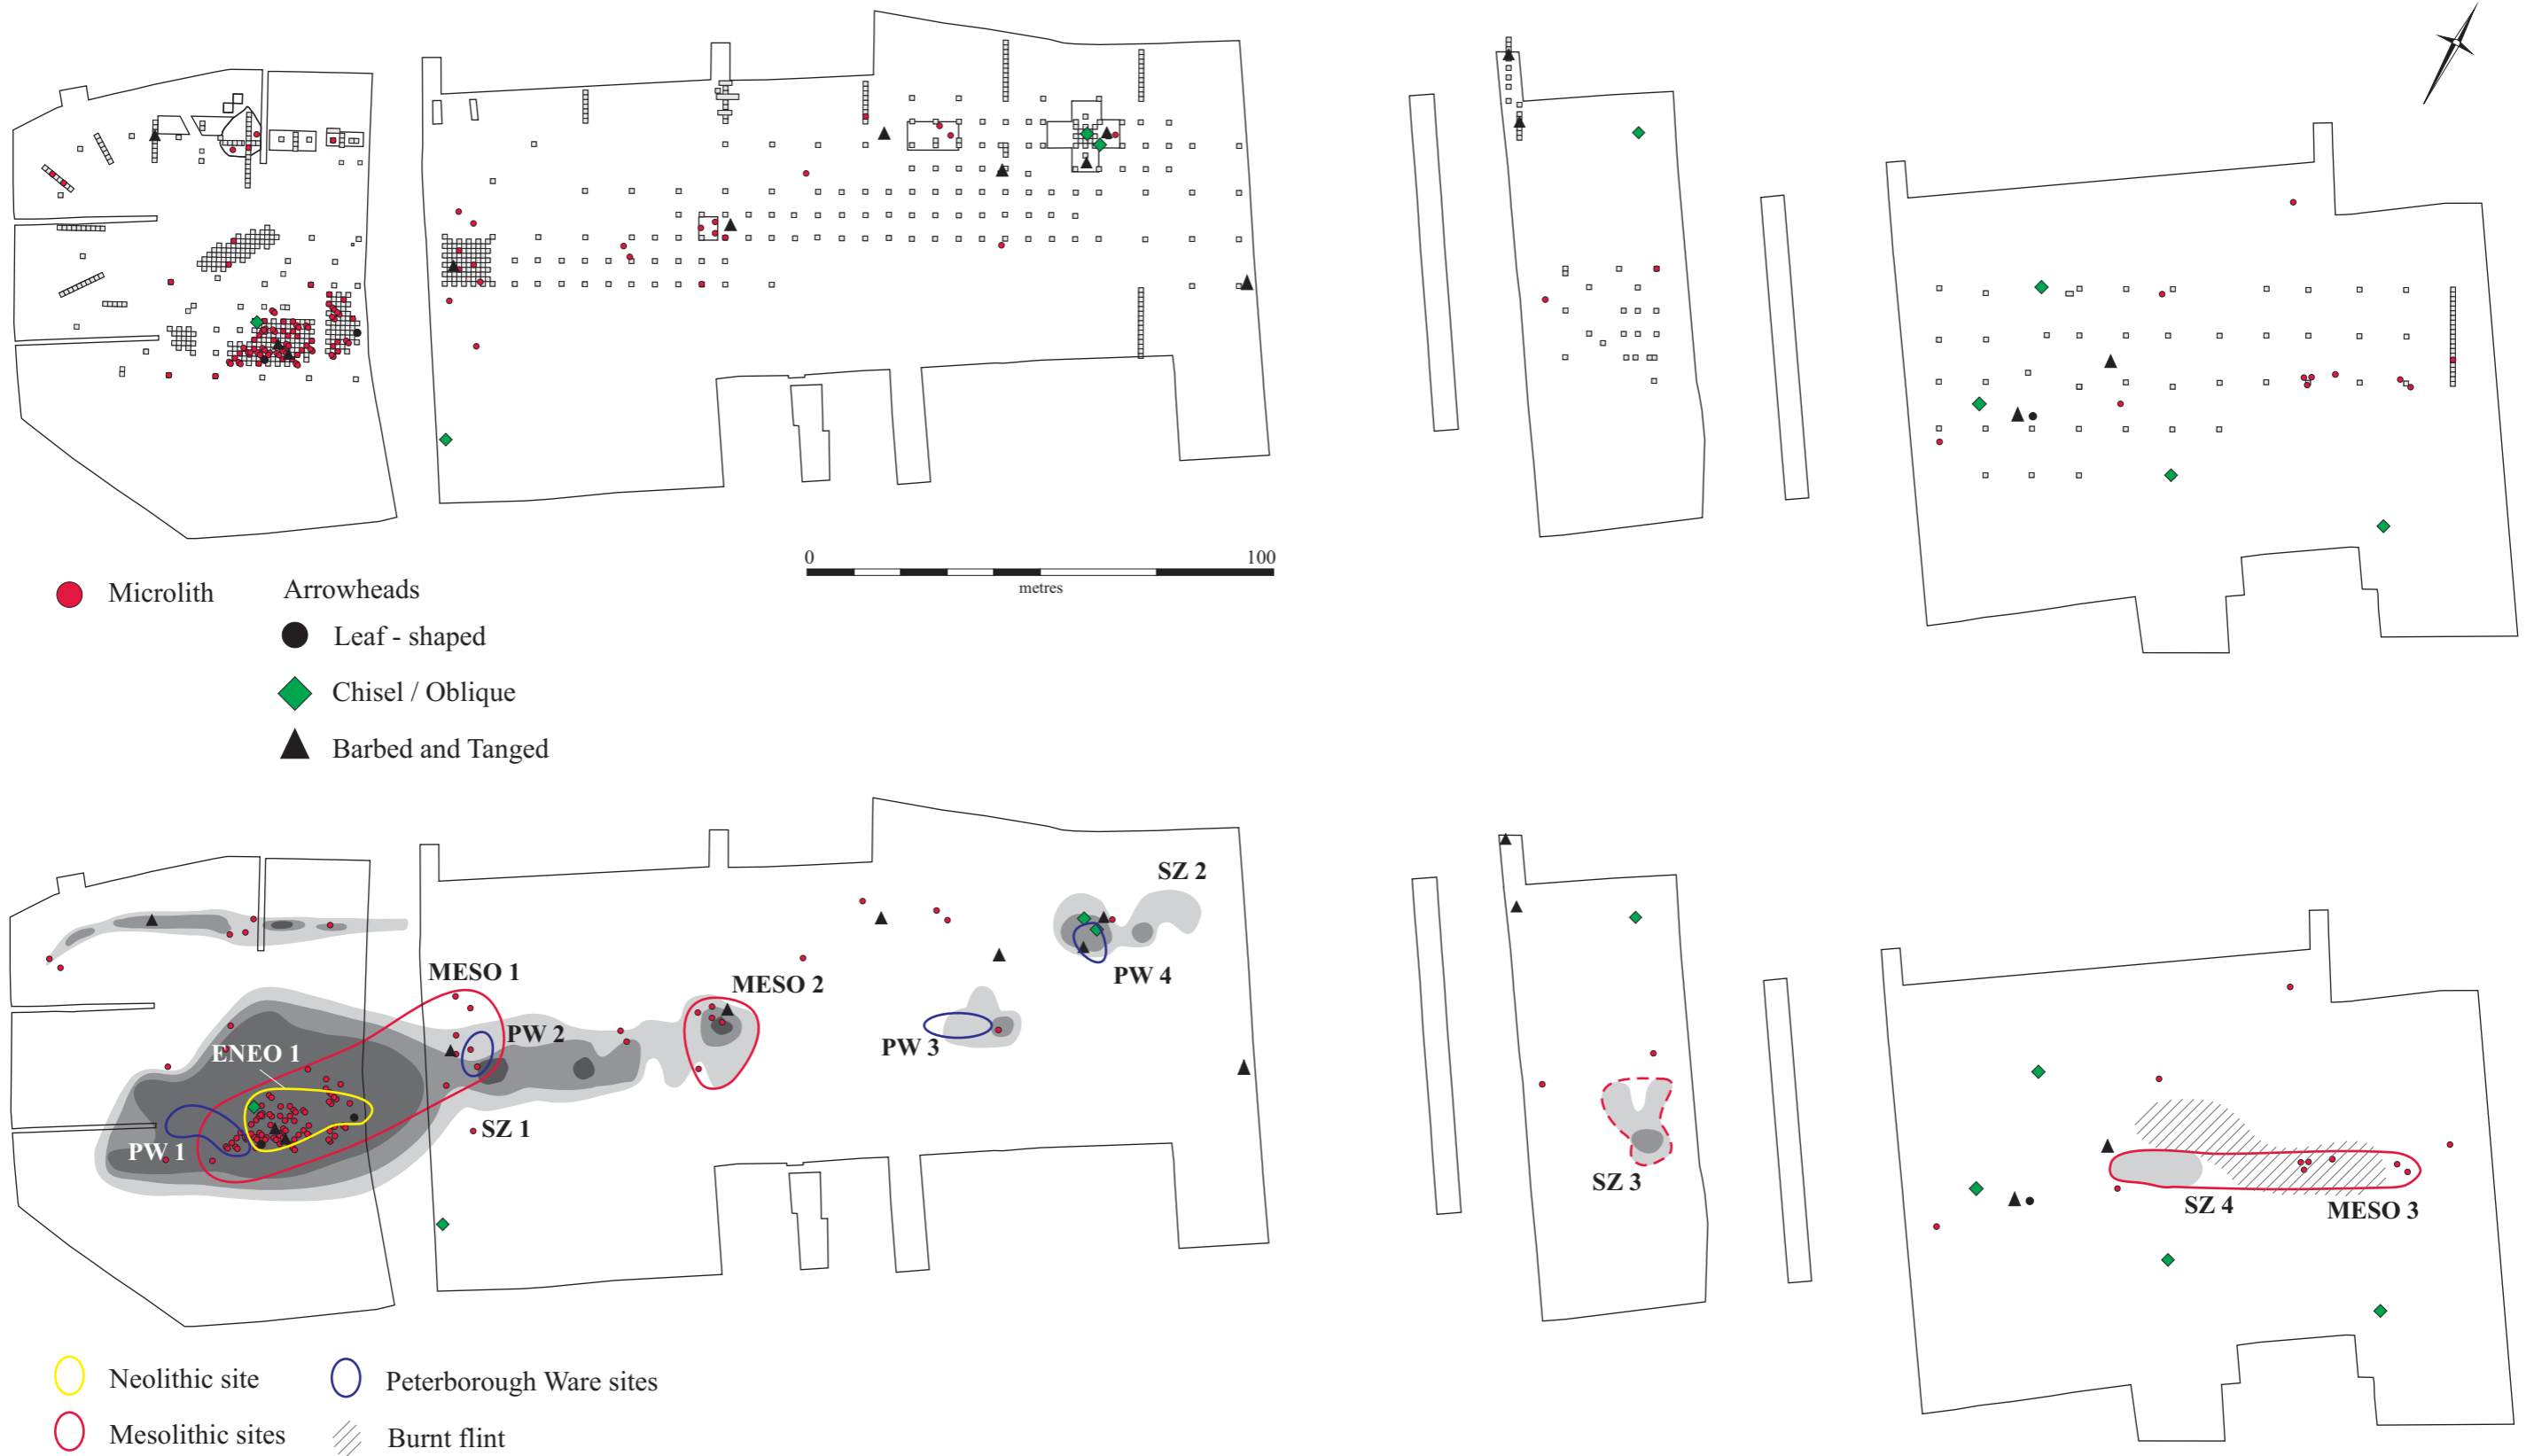 0 100
metres
Microlith
Arrowheads
Leaf - shaped
Chisel / Oblique
Barbed and Tanged
SZ 2
MESO 1
MESO 2
PW 4
PW 2
PW 3
ENEO 1
PW 1
SZ 1
SZ 3
SZ 4
MESO 3
Neolithic site
Peterborough Ware sites
Mesolithic sites
Burnt flint